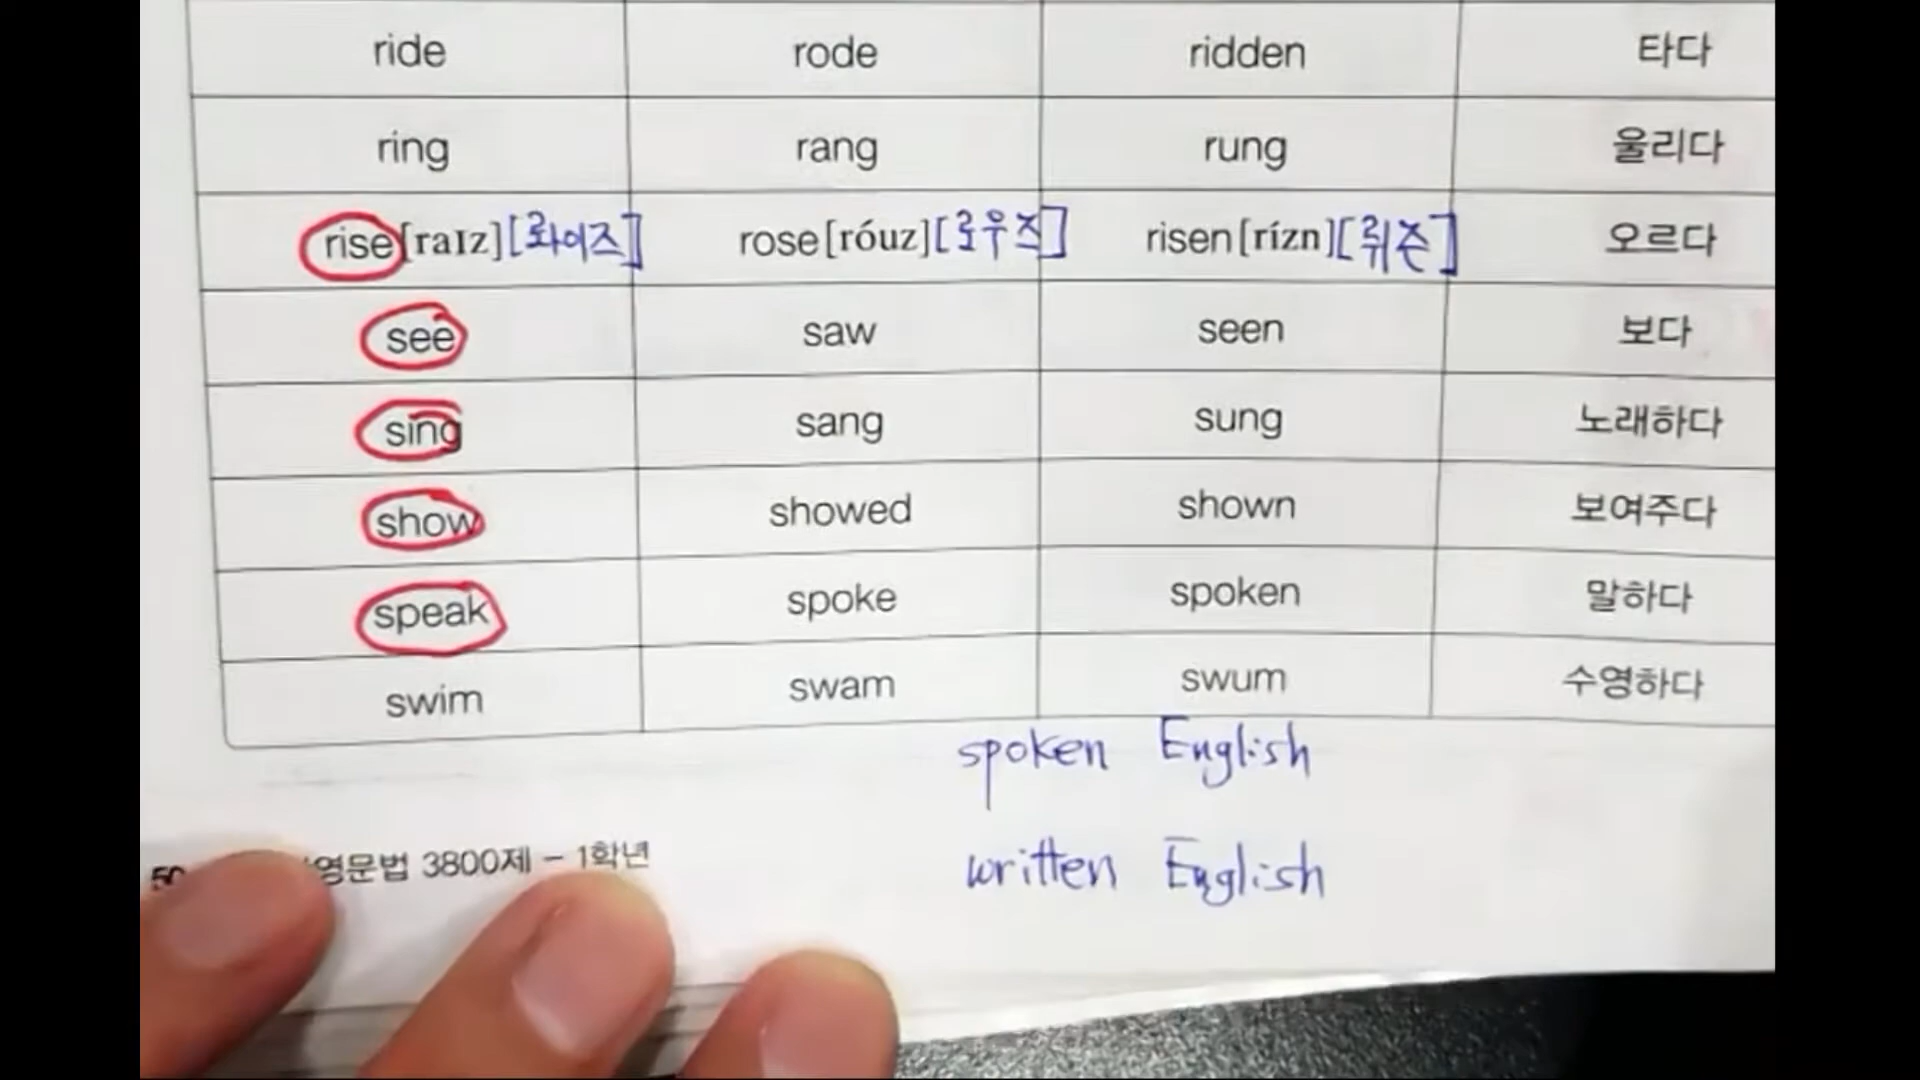 ride rode ridden 타다
ring rang rung 울리다
rise[raɪz][롸이즈] rose[róuz][로우즈] risen[rízn][뤼즌] 오르다
see saw seen 보다
sing sang sung 노래하다
show showed shown 보여주다
speak spoke spoken 말하다
swim swam swum 수영하다
spoken English
written English
영문법 3800제 – 1학년